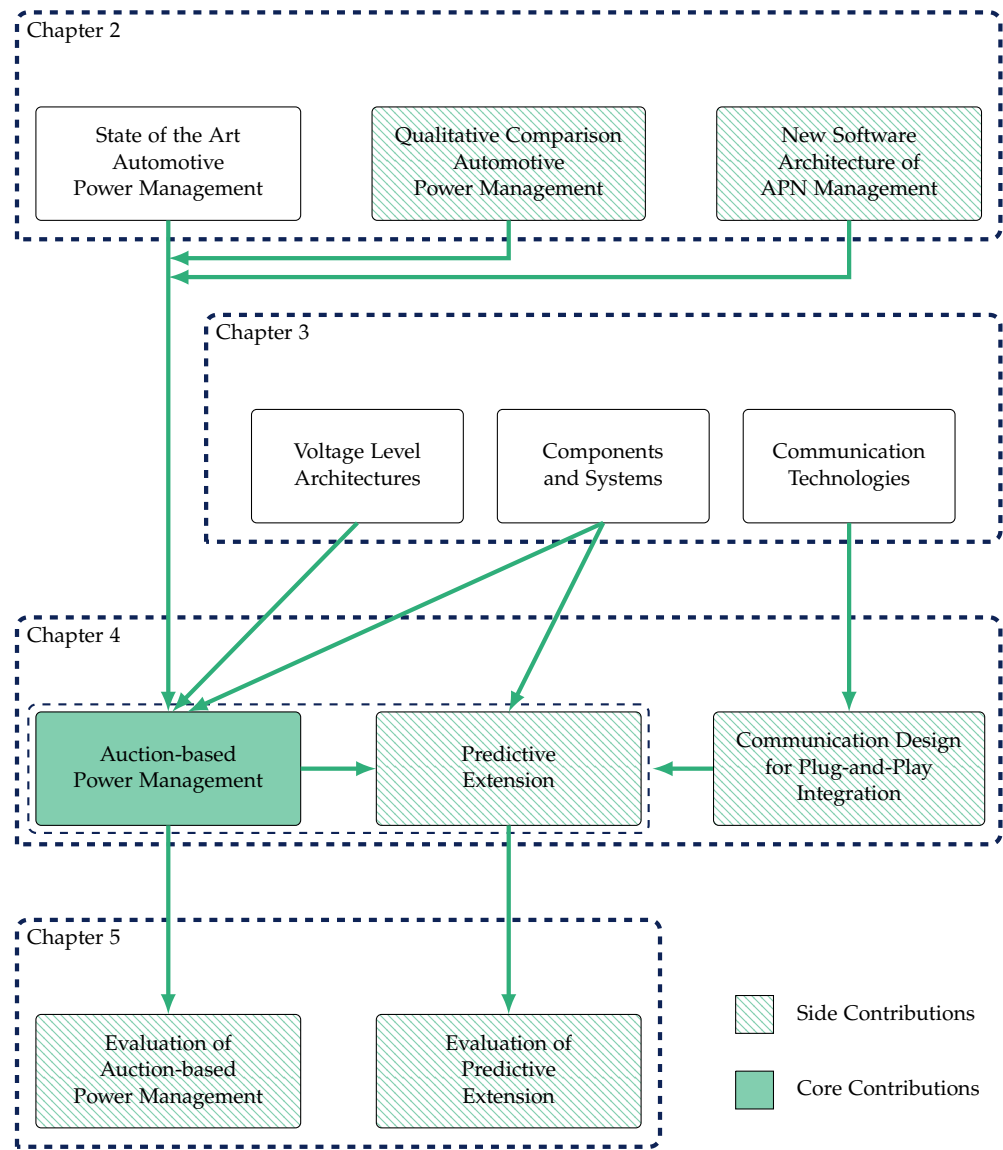 Chapter 2
State of the Art
Automotive
Power Management
Qualitative Comparison
Automotive
Power Management
New Software
Architecture of
APN Management
Chapter 3
Voltage Level
Architectures
Components
and Systems
Communication
Technologies
Chapter 4
Auction-based
Power Management
Predictive
Extension
Communication Design
for Plug-and-Play
Integration
Chapter 5
Evaluation of
Auction-based
Power Management
Evaluation of
Predictive
Extension
Side Contributions
Core Contributions